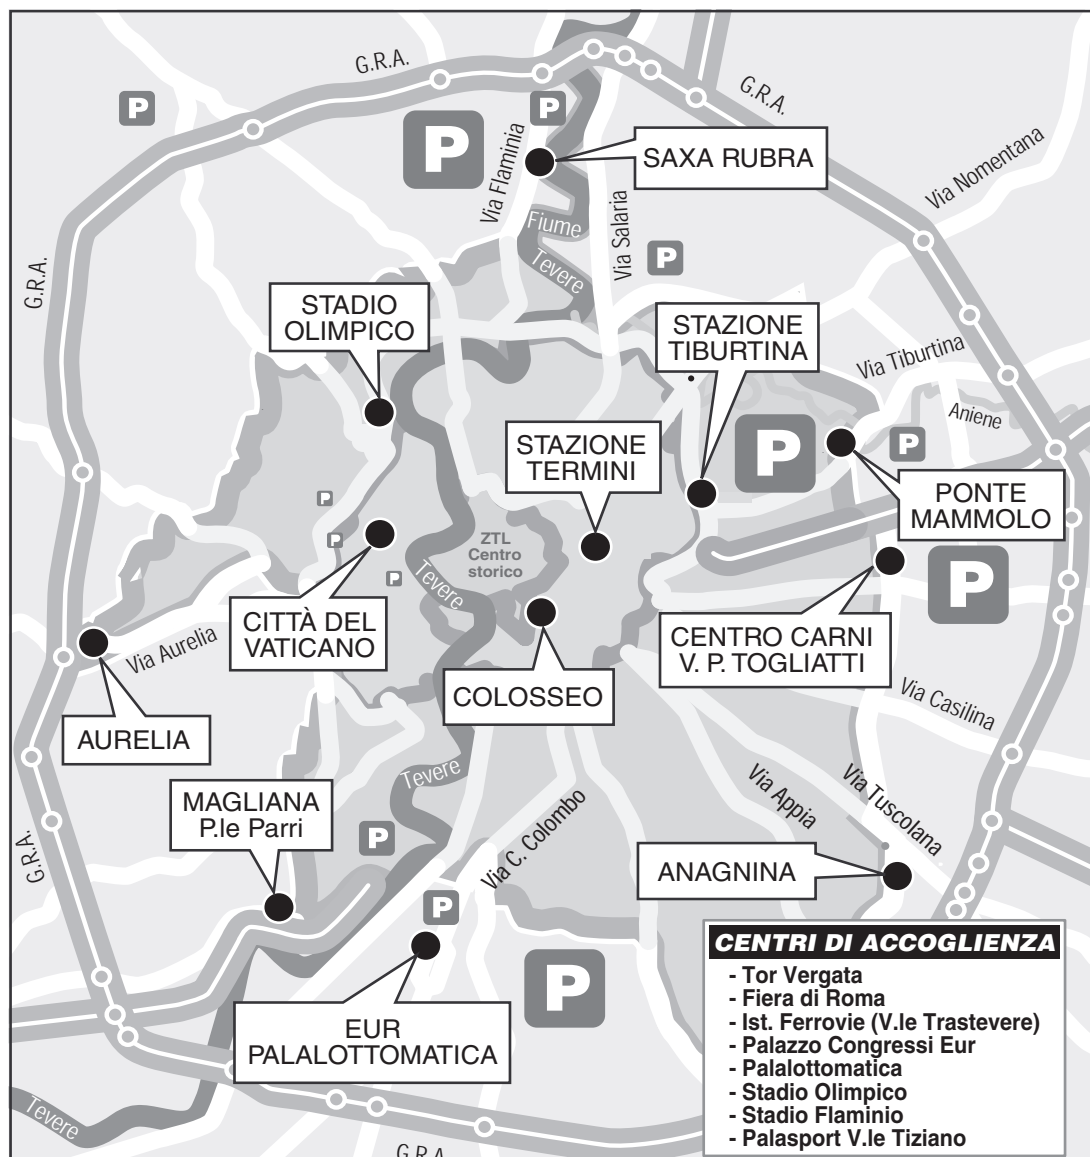 G.R.A.
G.R.A.
P
P
P
SAXA RUBRA
Via Flaminia
Via Nomentana
Fiume
Via Salaria
G.R.A.
Tevere
P
STADIO
OLIMPICO
STAZIONE
TIBURTINA
Via Tiburtina
Aniene
STAZIONE
TERMINI
P
P
PONTE
MAMMOLO
P
P
ZTL
Centro
storico
P
Tevere
P
CITTÀ DEL
VATICANO
Via Aurelia
CENTRO CARNI
V. P. TOGLIATTI
COLOSSEO
Via Casilina
AURELIA
Tevere
MAGLIANA
P.le Parri
P
Via C. Colombo
Via Appia
Via Tuscolana
G.R.A.
ANAGNINA
P
P
EUR
PALALOTTOMATICA
CENTRI DI ACCOGLIENZA
- Tor Vergata
- Fiera di Roma
- Ist. Ferrovie (V.le Trastevere)
- Palazzo Congressi Eur
- Palalottomatica
- Stadio Olimpico
- Stadio Flaminio
- Palasport V.le Tiziano
Tevere
G.R.A.